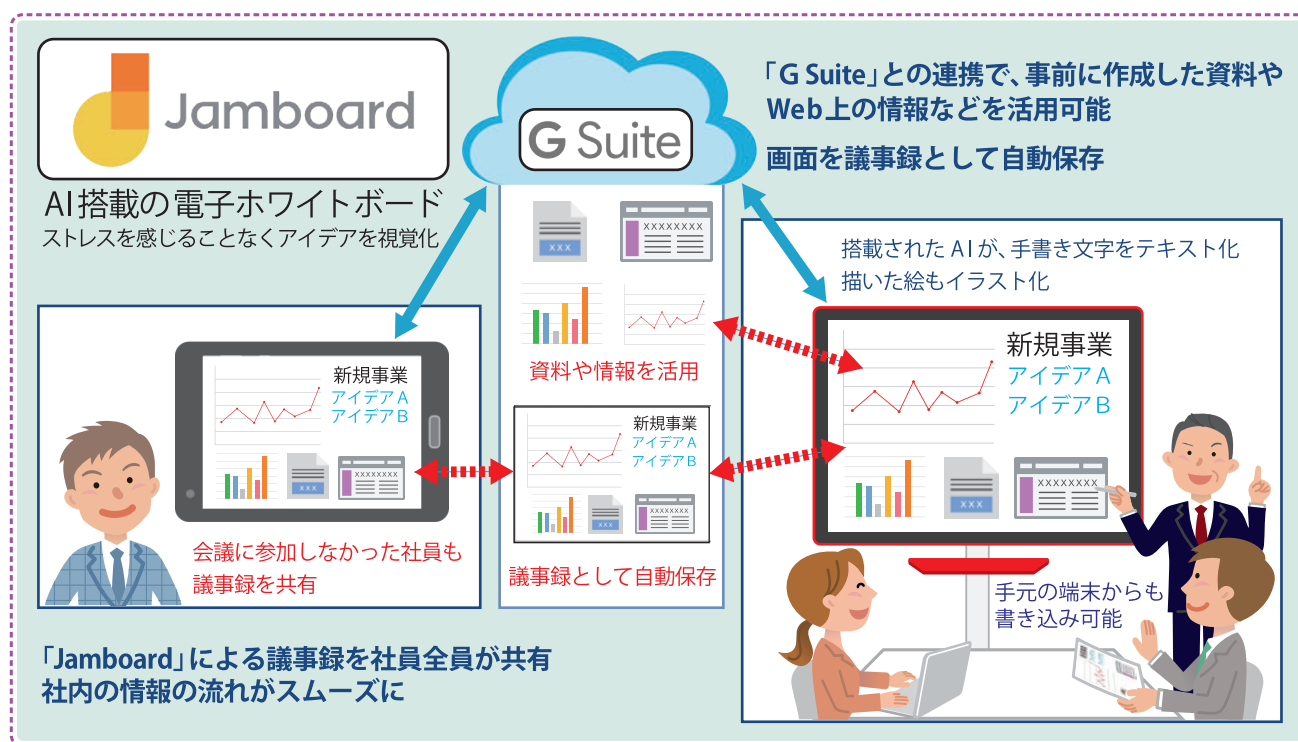 Jamboard
AI搭載の電子ホワイトボード
ストレスを感じることなくアイデアを視覚化
G Suite
「G Suite」との連携で、事前に作成した資料や
Web上の情報などを活用可能
画面を議事録として自動保存
XXX
XXXXXXXX
資料や情報を活用
新規事業
アイデアA
アイデアB
XXX
XXXXXXXX
議事録として自動保存
新規事業
アイデアA
アイデアB
XXX
XXXXXXXX
会議に参加しなかった社員も
議事録を共有
搭載されたAIが、手書き文字をテキスト化
描いた絵もイラスト化
新規事業
アイデアA
アイデアB
XXX
XXXXXXXX
手元の端末からも
書き込み可能
「Jamboard」による議事録を社員全員が共有
社内の情報の流れがスムーズに